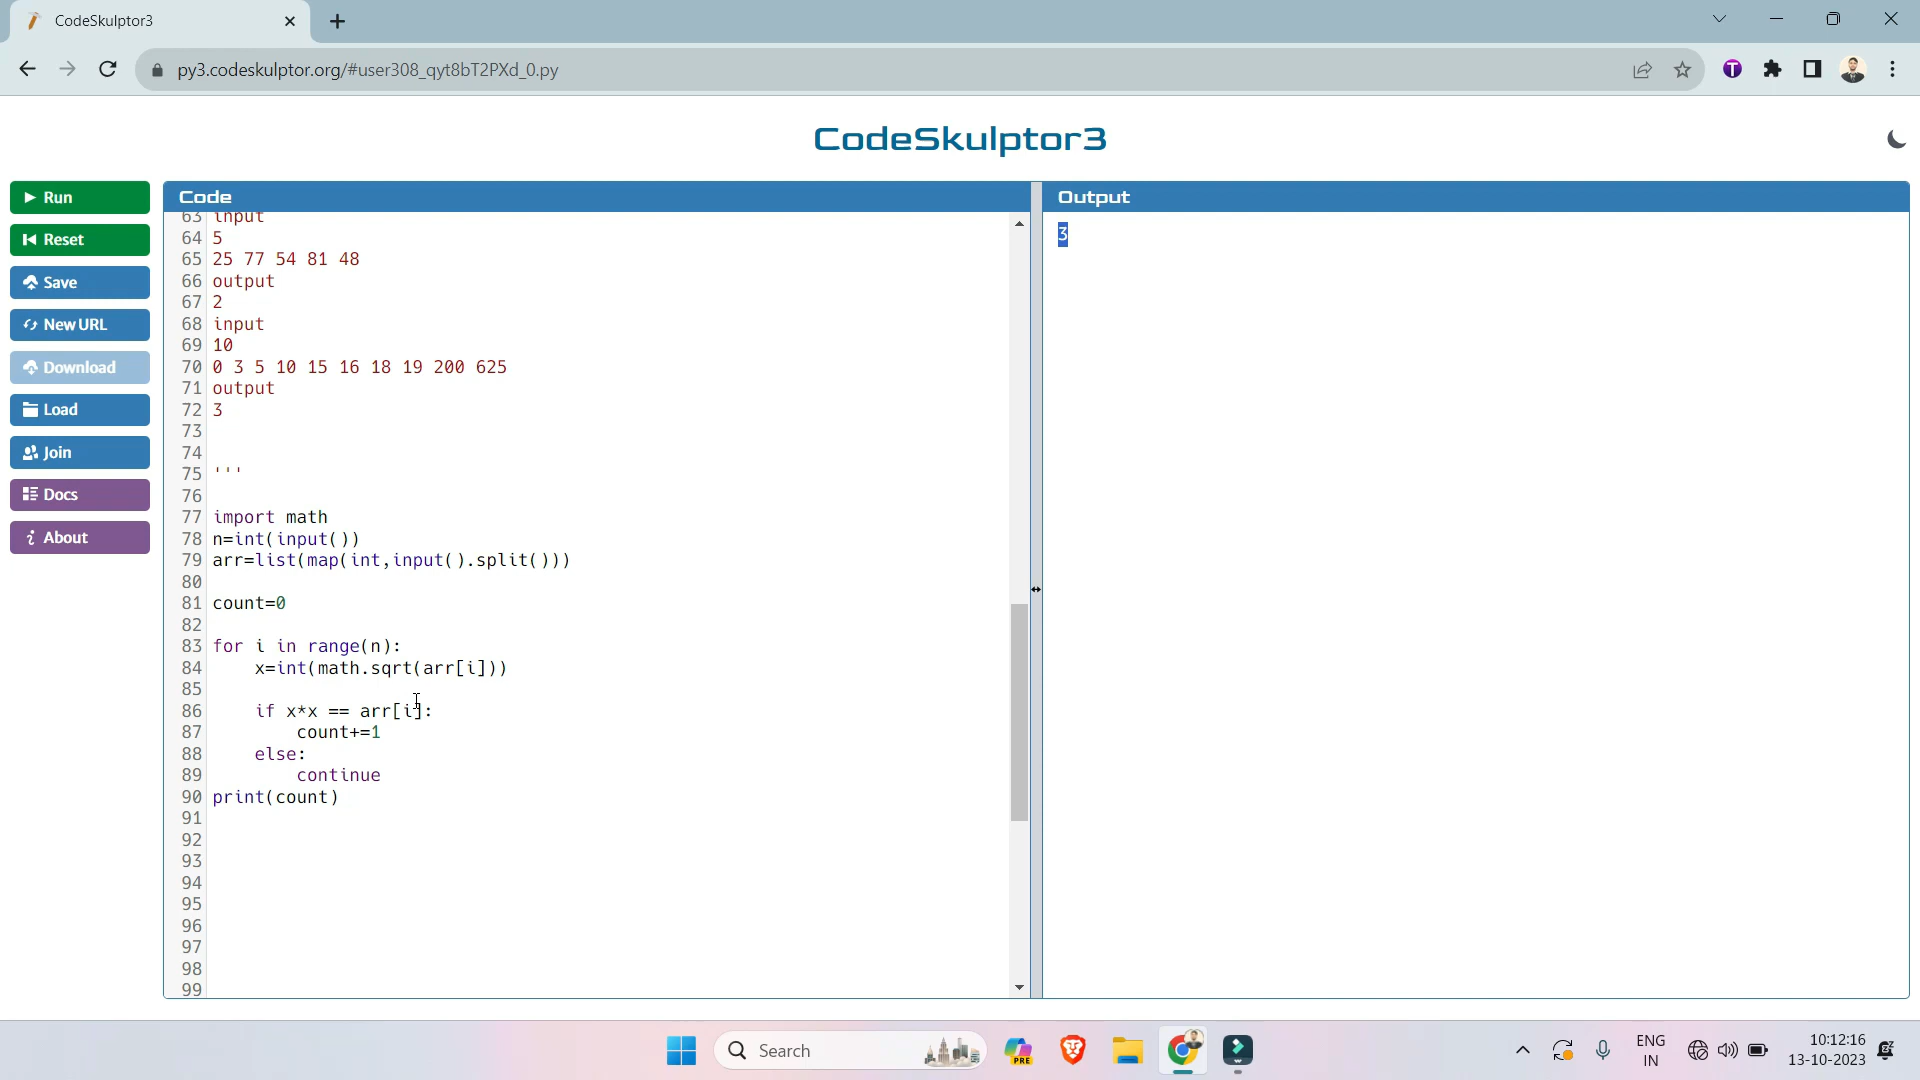 CodeSkulptor3
py3.codeskulptor.org/#user308_qyt8bT2PXd_0.py
T
CodeSkulptor3
Run
Reset
Save
New URL
Download
Load
Join
Docs
About
Code
63 input
64 5
65 25 77 54 81 48
66 output
67 2
68 input
69 10
70 0 3 5 10 15 16 18 19 200 625
71 output
72 3
73
74
75 '''
76
77 import math
78 n=int(input())
79 arr=list(map(int,input().split()))
80
81 count=0
82
83 for i in range(n):
84 x=int(math.sqrt(arr[i]))
85
86 if x*x == arr[i]:
87 count+=1
88 else:
89 continue
90 print(count)
91
92
93
94
95
96
97
98
99
Output
3
Search
PRE
ENG
IN
10:12:16
13-10-2023